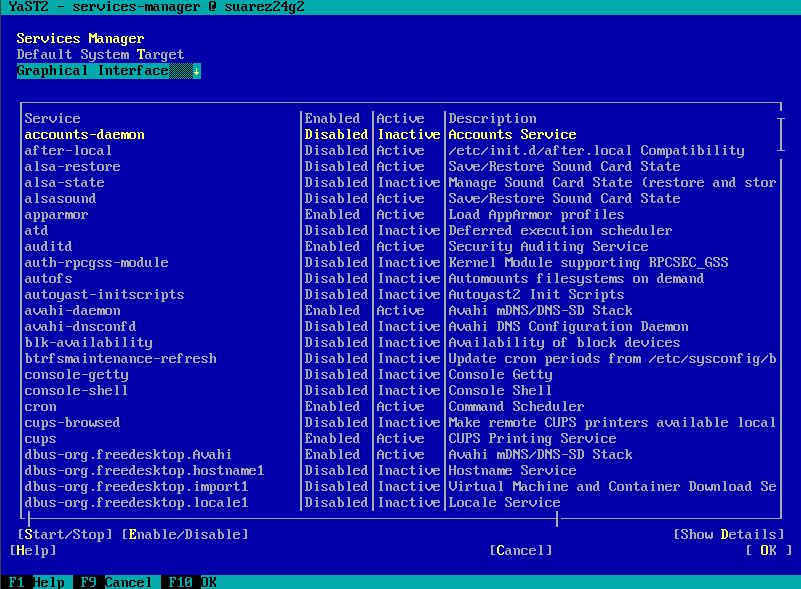 YaST2 - services-manager @ suarez24g2
Services Manager
Default System Target
Graphical Interface
Service Enabled Active Description
accounts-daemon Disabled Inactive Accounts Service
after-local Disabled Active /etc/init.d/after.local Compatibility
alsa-restore Disabled Active Save/Restore Sound Card State
alsa-state Disabled Inactive Manage Sound Card State (restore and stor
alsasound Disabled Active Save/Restore Sound Card State
apparmor Enabled Active Load AppArmor profiles
atd Disabled Inactive Deferred execution scheduler
auditd Enabled Active Security Auditing Service
auth-rpcgss-module Disabled Inactive Kernel Module supporting RPCSEC_GSS
autofs Disabled Inactive Automounts filesystems on demand
autoyast-initscripts Disabled Inactive Autoyast2 Init Scripts
avahi-daemon Enabled Active Avahi mDNS/DNS-SD Stack
avahi-dnsconfd Disabled Inactive Avahi DNS Configuration Daemon
blk-availability Disabled Inactive Availability of block devices
btrfsmaintenance-refresh Disabled Inactive Update cron periods from /etc/sysconfig/b
console-getty Disabled Inactive Console Getty
console-shell Disabled Inactive Console Shell
cron Enabled Active Command Scheduler
cups-browsed Disabled Inactive Make remote CUPS printers available local
cups Enabled Active CUPS Printing Service
dbus-org.freedesktop.Avahi Enabled Active Avahi mDNS/DNS-SD Stack
dbus-org.freedesktop.hostname1 Disabled Inactive Hostname Service
dbus-org.freedesktop.import1 Disabled Inactive Virtual Machine and Container Download Se
dbus-org.freedesktop.locale1 Disabled Inactive Locale Service
[Start/Stop] [Enable/Disable] [Show Details]
[Help] [Cancel] [ OK ]
F1 Help F9 Cancel F10 OK